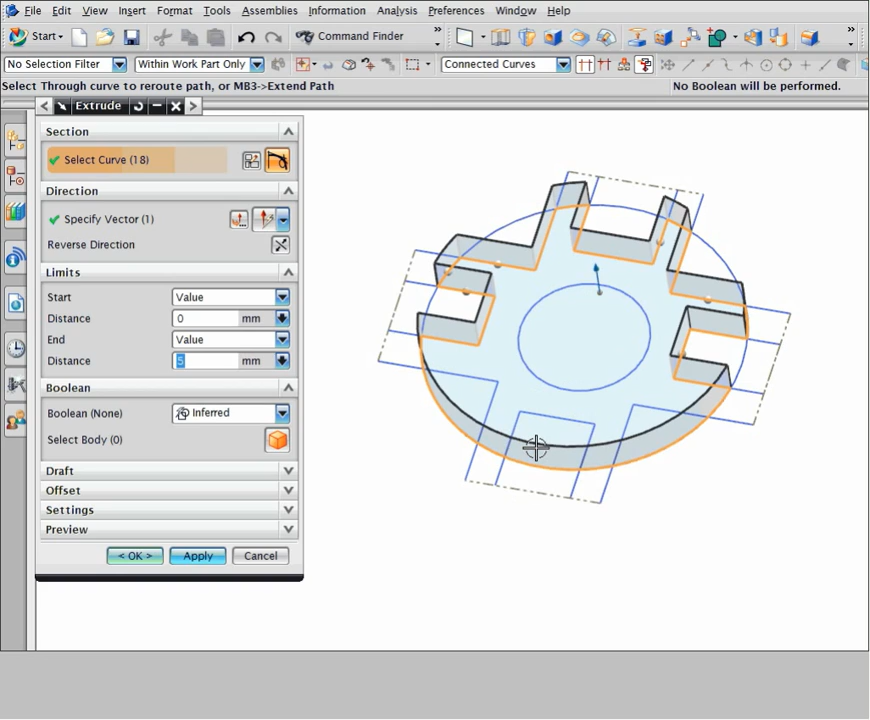 File Edit View Insert Format Tools Assemblies Information Analysis Preferences Window Help
Start Command Finder
No Selection Filter Within Work Part Only Connected Curves
Select Through curve to reroute path, or MB3->Extend Path No Boolean will be performed.
Extrude
Section
Select Curve (18)
Direction
Specify Vector (1)
Reverse Direction
Limits
Start Value
Distance 0 mm
End Value
Distance 5 mm
Boolean
Boolean (None) Inferred
Select Body (0)
Draft
Offset
Settings
Preview
< OK > Apply Cancel